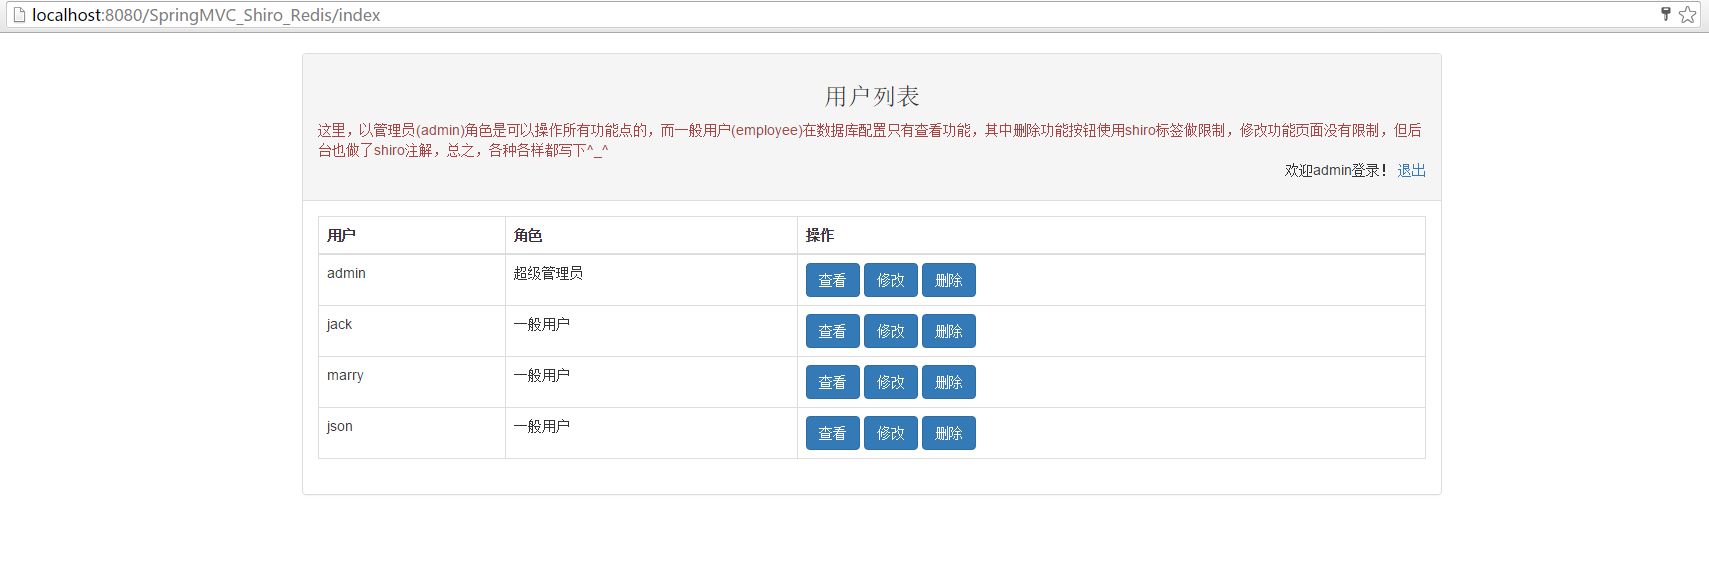 localhost:8080/SpringMVC_Shiro_Redis/index
用户列表
这里，以管理员(admin)角色是可以操作所有功能点的，而一般用户(employee)在数据库配置只有查看功能，其中删除功能按钮使用shiro标签做限制，修改功能页面没有限制，但后
台也做了shiro注解，总之，各种各样都写下^_^
欢迎admin登录！ 退出
用户 角色 操作
admin 超级管理员 查看 修改 删除
jack 一般用户 查看 修改 删除
marry 一般用户 查看 修改 删除
json 一般用户 查看 修改 删除